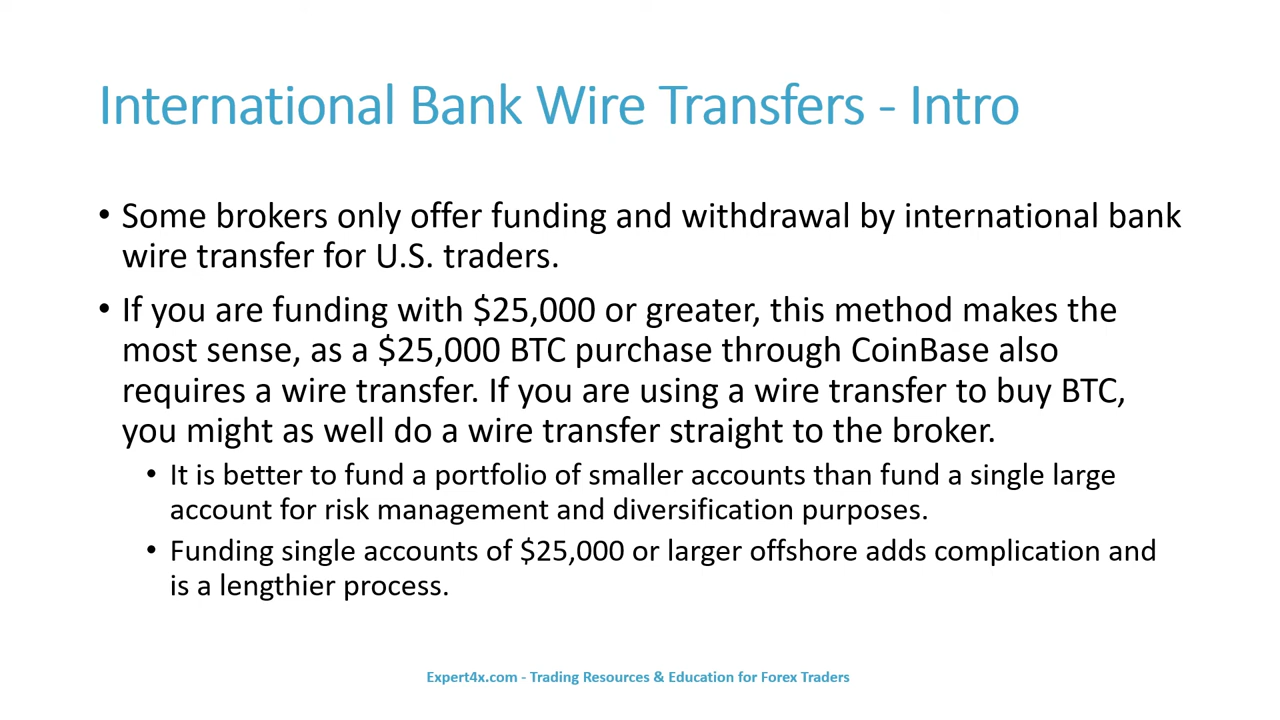 International Bank Wire Transfers - Intro
• Some brokers only offer funding and withdrawal by international bank
wire transfer for U.S. traders.
• If you are funding with $25,000 or greater, this method makes the
most sense, as a $25,000 BTC purchase through CoinBase also
requires a wire transfer. If you are using a wire transfer to buy BTC,
you might as well do a wire transfer straight to the broker.
• It is better to fund a portfolio of smaller accounts than fund a single large
account for risk management and diversification purposes.
• Funding single accounts of $25,000 or larger offshore adds complication and
is a lengthier process.
Expert4x.com - Trading Resources & Education for Forex Traders